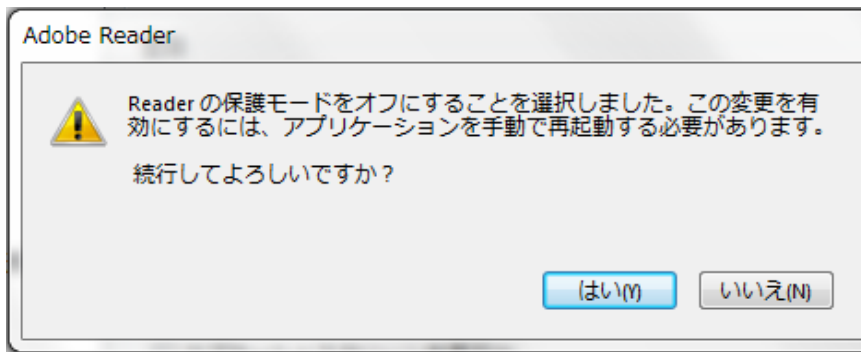 Adobe Reader
Reader の保護モードをオフにすることを選択しました。この変更を有
効にするには、アプリケーションを手動で再起動する必要があります。
続行してよろしいですか？
はい(Y)
いいえ(N)